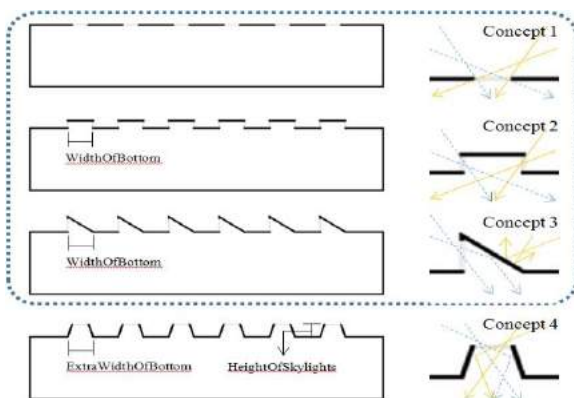 Concept 1
Concept 2
WidthOfBottom
Concept 3
WidthOfBottom
Concept 4
ExtraWidthOfBottom
HeightOfSkylights